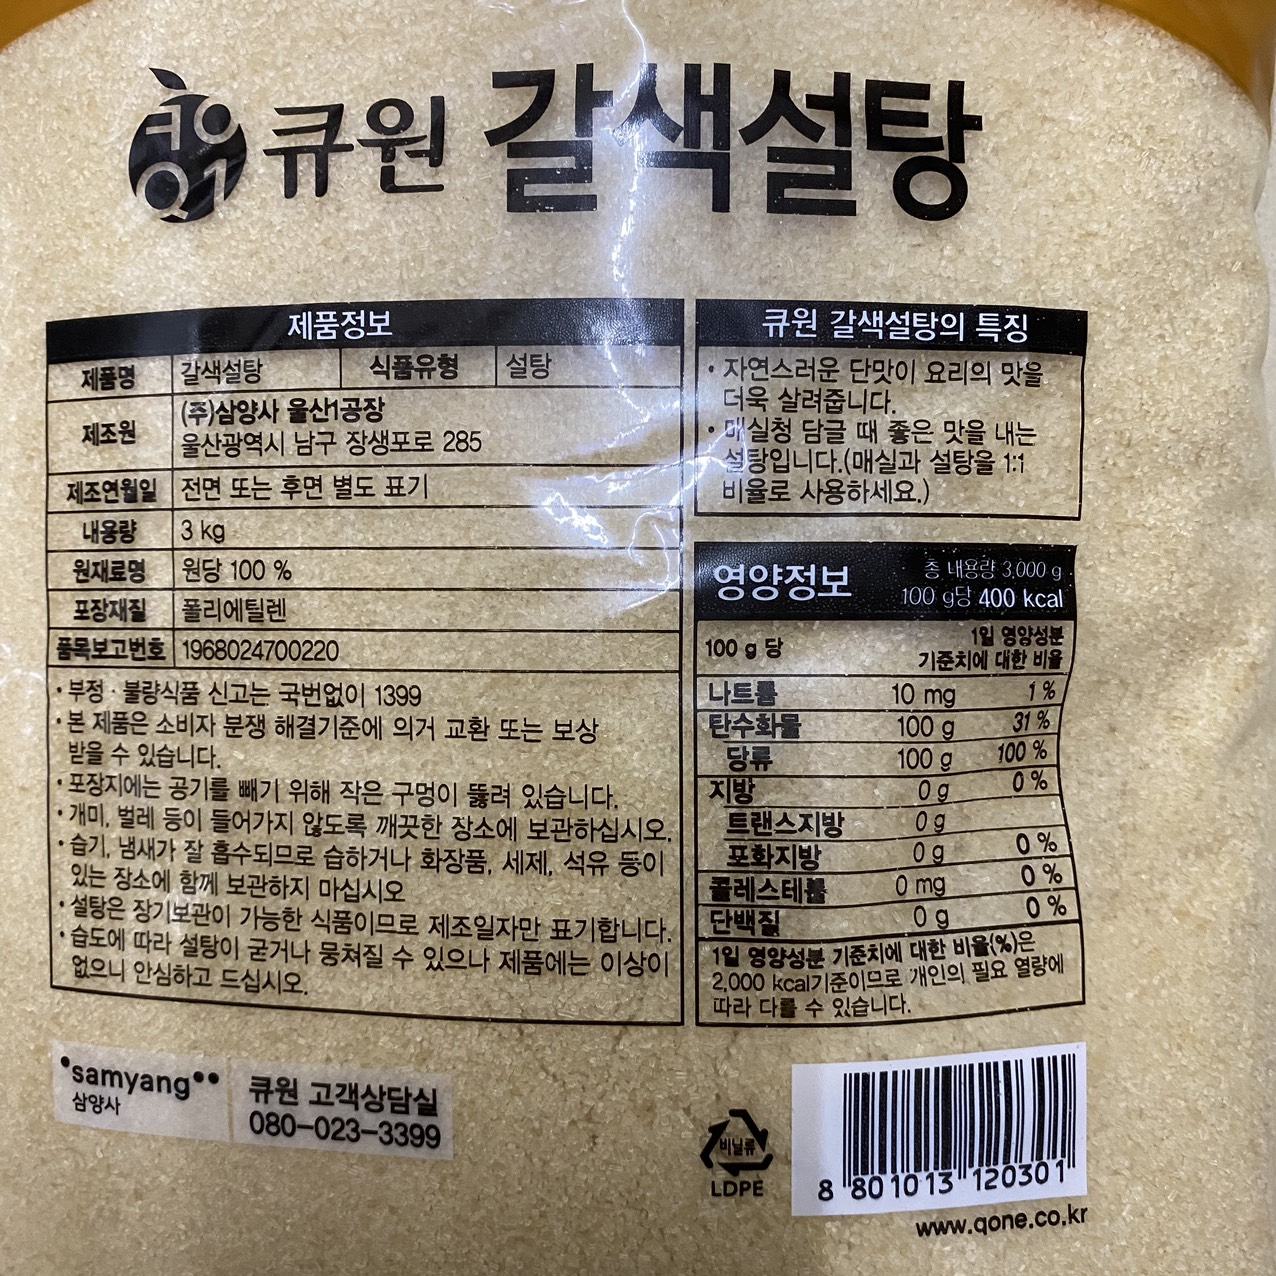 큐원 갈색설탕
제품정보
제품명 갈색설탕 식품유형 설탕
제조원 (주)삼양사 울산1공장
울산광역시 남구 장생포로 285
제조연월일 전면 또는 후면 별도 표기
내용량 3 kg
원재료명 원당 100 %
포장재질 폴리에틸렌
품목보고번호 1968024700220
• 부정 · 불량식품 신고는 국번없이 1399
• 본 제품은 소비자 분쟁 해결기준에 의거 교환 또는 보상
받을 수 있습니다.
• 포장지에는 공기를 빼기 위해 작은 구멍이 뚫려 있습니다.
• 개미, 벌레 등이 들어가지 않도록 깨끗한 장소에 보관하십시오.
• 습기, 냄새가 잘 흡수되므로 습하거나 화장품, 세제, 석유 등이
있는 장소에 함께 보관하지 마십시오
• 설탕은 장기보관이 가능한 식품이므로 제조일자만 표기합니다.
• 습도에 따라 설탕이 굳거나 뭉쳐질 수 있으나 제품에는 이상이
없으니 안심하고 드십시오.
큐원 갈색설탕의 특징
• 자연스러운 단맛이 요리의 맛을
더욱 살려줍니다.
• 매실청 담글 때 좋은 맛을 내는
설탕입니다.(매실과 설탕을 1:1
비율로 사용하세요.)
영양정보
총 내용량 3,000 g
100 g당 400 kcal
100 g 당 1일 영양성분
기준치에 대한 비율
나트륨 10 mg 1 %
탄수화물 100 g 31 %
당류 100 g 100 %
지방 0 g 0 %
트랜스지방 0 g
포화지방 0 g 0 %
콜레스테롤 0 mg 0 %
단백질 0 g 0 %
1일 영양성분 기준치에 대한 비율(%)은
2,000 kcal기준이므로 개인의 필요 열량에
따라 다를 수 있습니다.
samyang
삼양사
큐원 고객상담실
080-023-3399
비닐류
LDPE
8 801013 120301
www.qone.co.kr